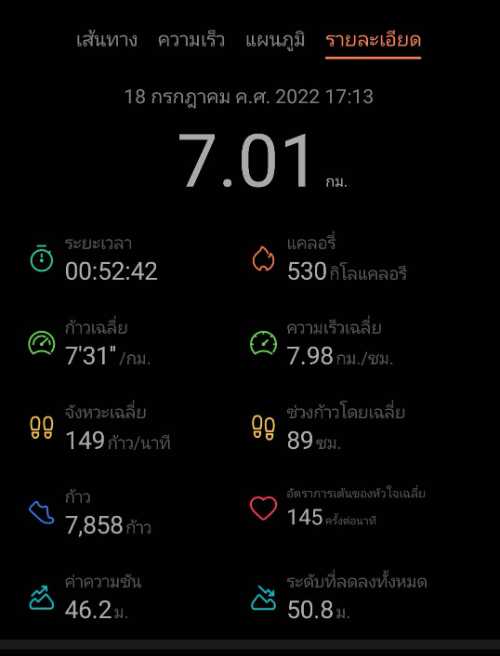 เส้นทาง ความเร็ว แผนภูมิ รายละเอียด
18 กรกฎาคม ค.ศ. 2022 17:13
7.01 กม.
ระยะเวลา แคลอรี่
00:52:42 530 กิโลแคลอรี
ก้าวเฉลี่ย ความเร็วเฉลี่ย
7'31" /กม. 7.98 กม./ชม.
จังหวะเฉลี่ย ช่วงก้าวโดยเฉลี่ย
149 ก้าว/นาที 89 ซม.
ก้าว อัตราการเต้นของหัวใจเฉลี่ย
7,858 ก้าว 145 ครั้งต่อนาที
ค่าความชัน ระดับที่ลดลงทั้งหมด
46.2 ม. 50.8 ม.